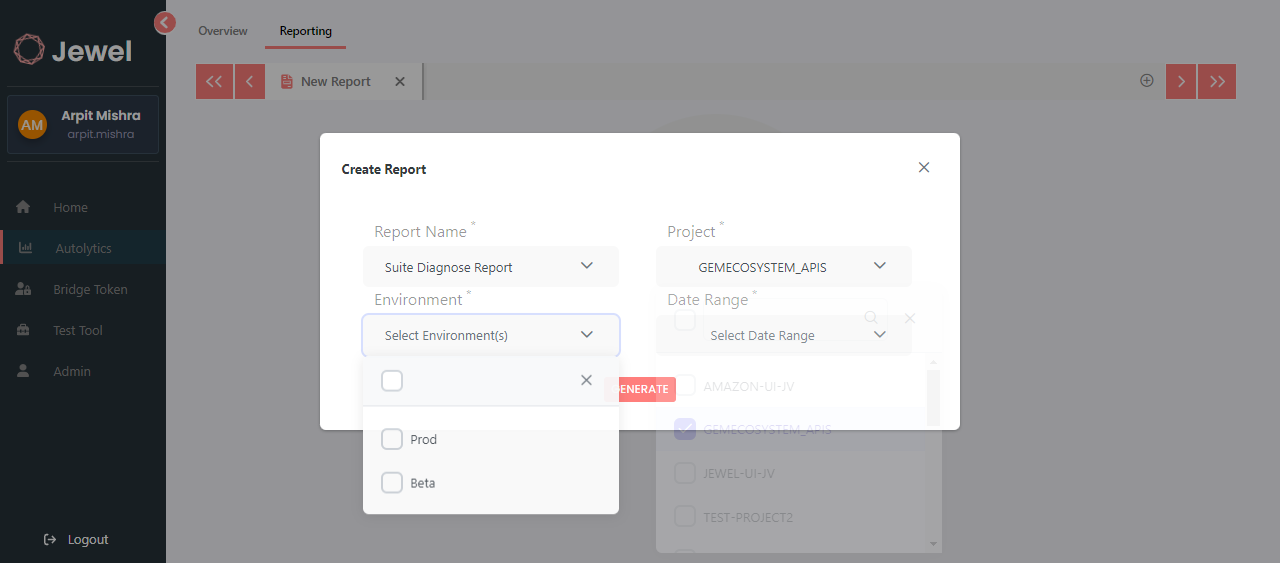 Jewel
AM
Arpit Mishra
arpit.mishra
Home
Autolytics
Bridge Token
Test Tool
Admin
Logout
Overview
Reporting
New Report
Create Report
Report Name *
Project *
Suite Diagnose Report
GEMECOSYSTEM_APIS
Environment *
Date Range *
Select Environment(s)
Select Date Range
GENERATE
Prod
Beta
AMAZON-UI-JV
GEMECOSYSTEM_APIS
JEWEL-UI-JV
TEST-PROJECT2